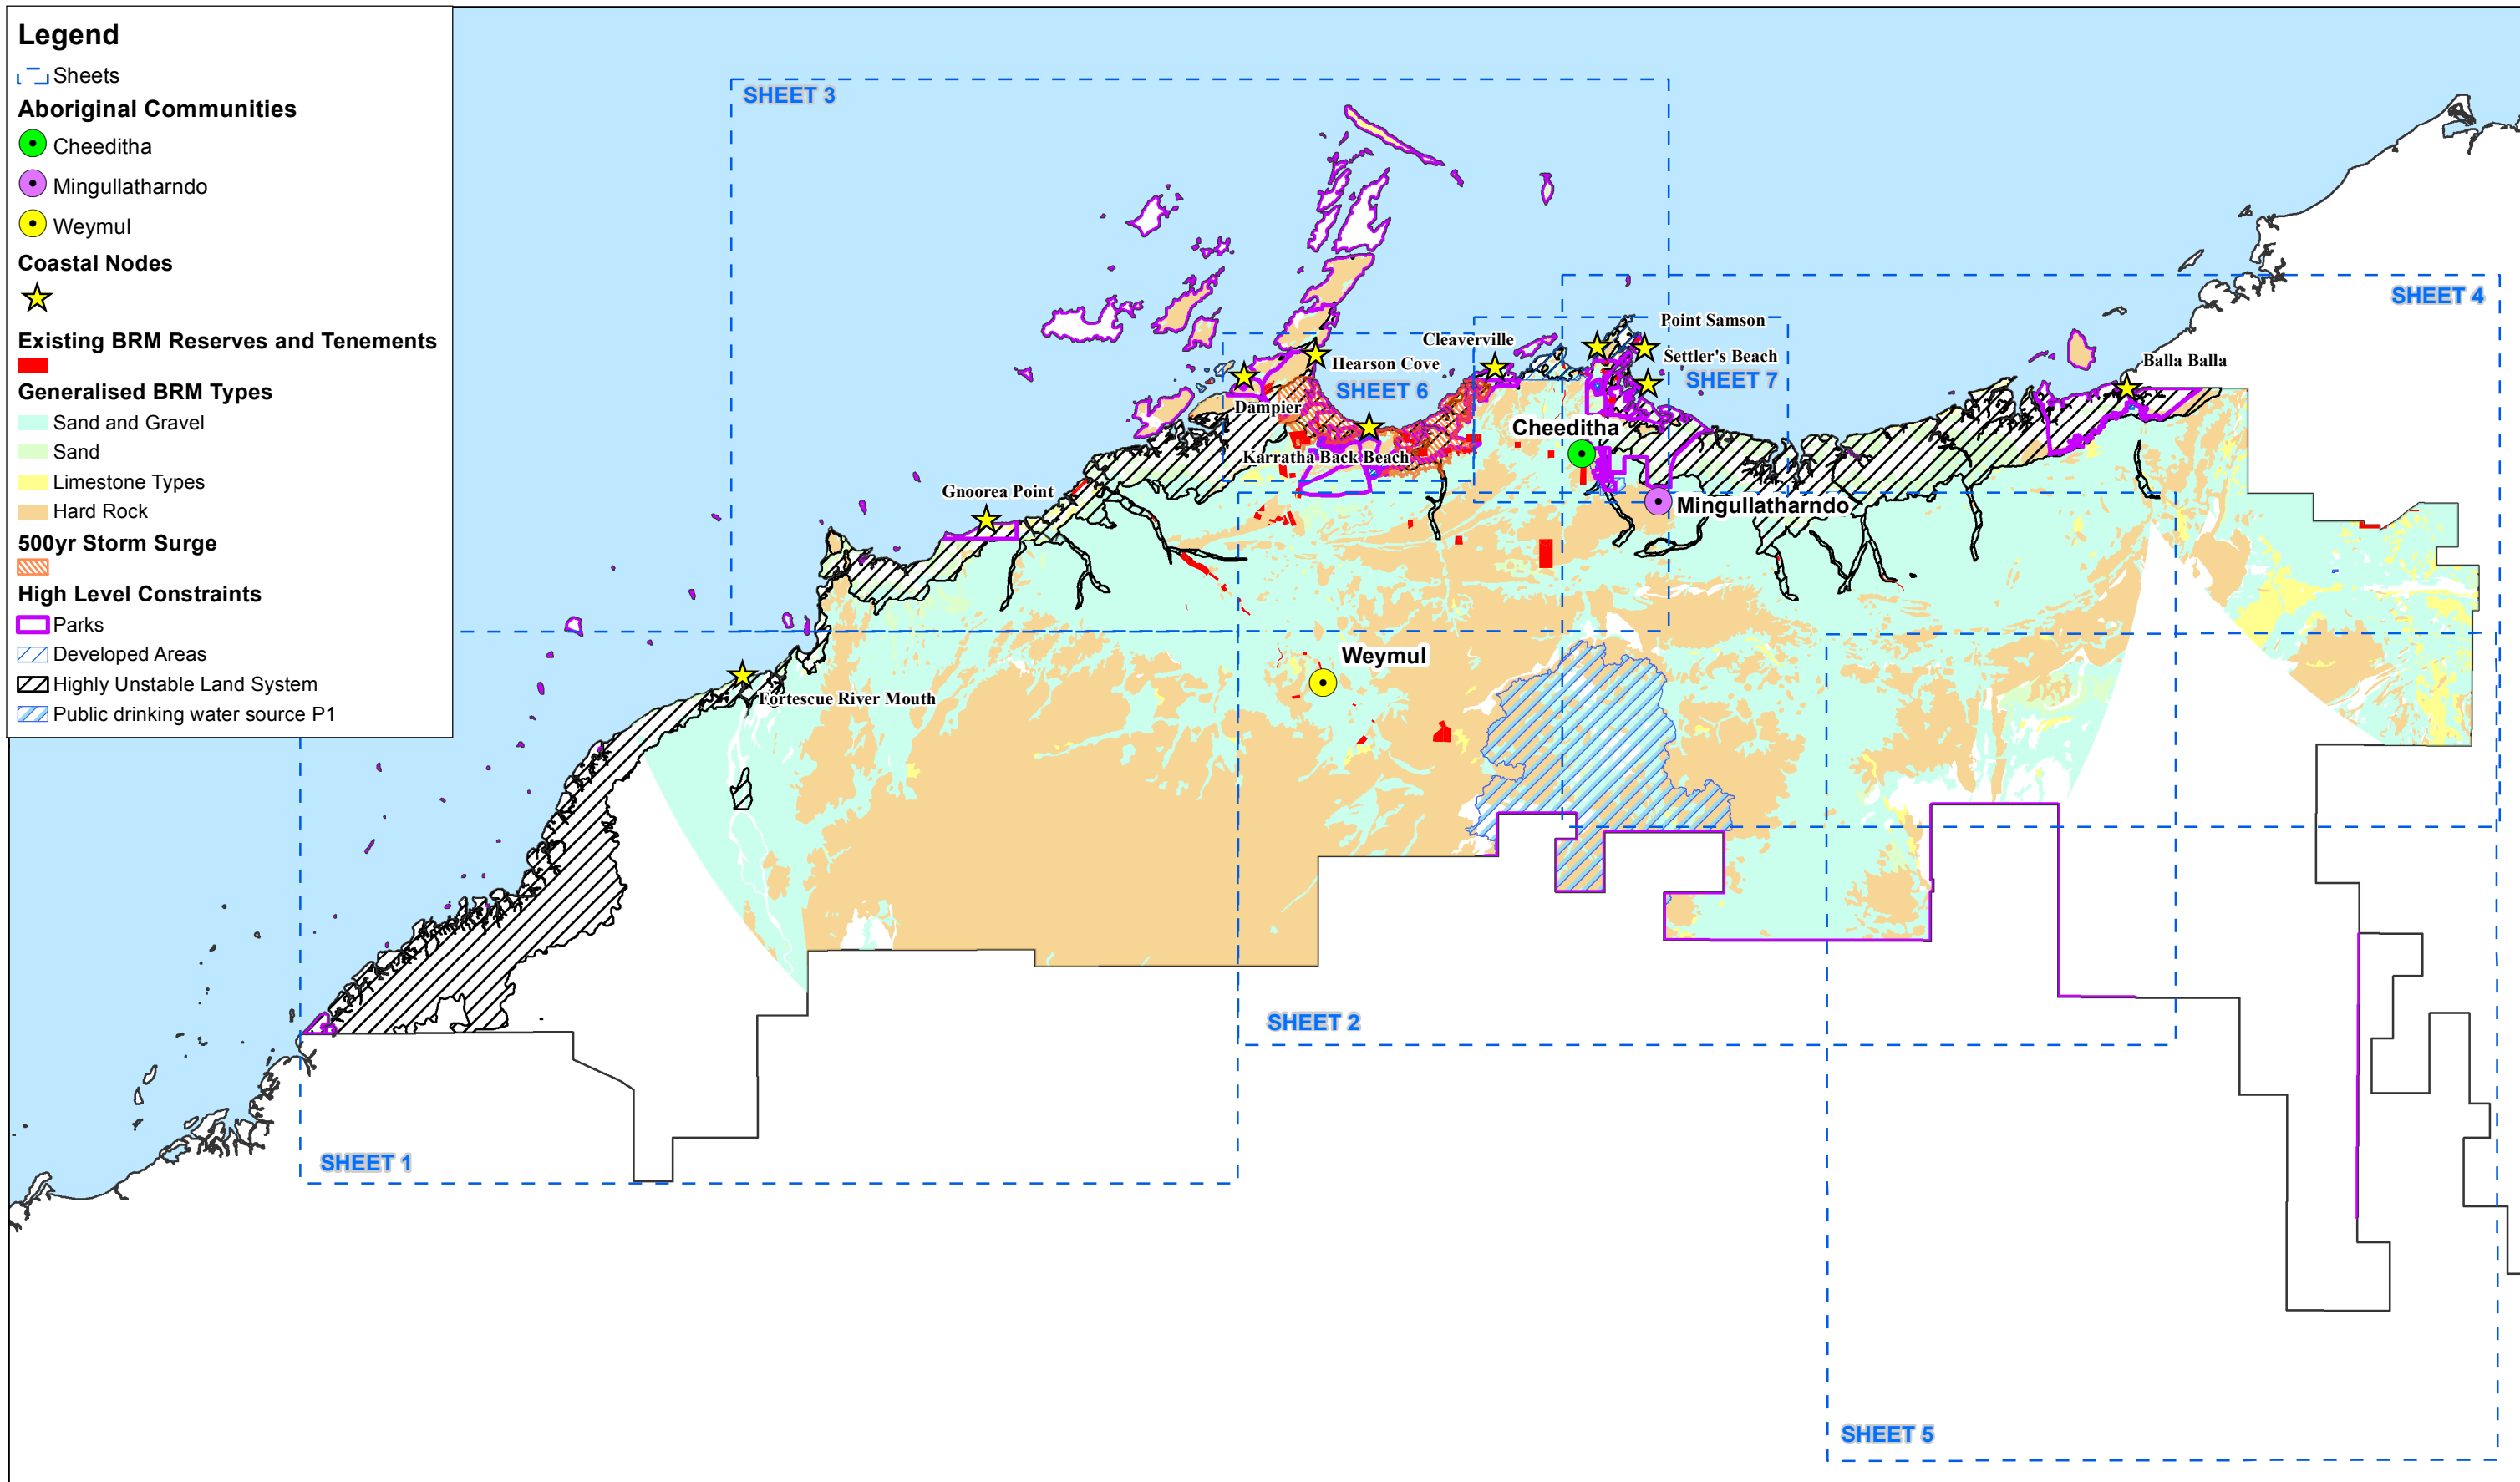 Legend
Sheets
Aboriginal Communities
Cheeditha
Mingullatharndo
Weymul
Coastal Nodes
Existing BRM Reserves and Tenements
Generalised BRM Types
Sand and Gravel
Sand
Limestone Types
Hard Rock
500yr Storm Surge
High Level Constraints
Parks
Developed Areas
Highly Unstable Land System
Public drinking water source P1
SHEET 3
SHEET 4
Point Samson
Cleaverville
Settler's Beach
Hearson Cove
Balla Balla
SHEET 6
SHEET 7
Dampier
Cheeditha
Karratha Back Beach
Gnoorea Point
Mingullatharndo
Weymul
Fortescue River Mouth
SHEET 2
SHEET 1
SHEET 5